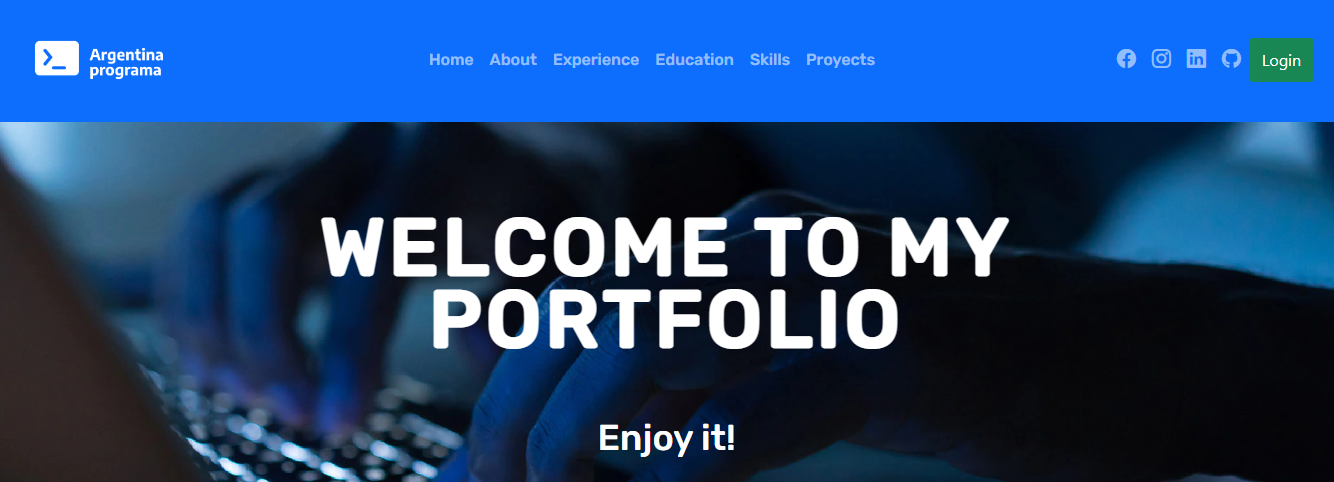 Argentina
programa
Home About Experience Education Skills Proyects
Login
WELCOME TO MY
PORTFOLIO
Enjoy it!